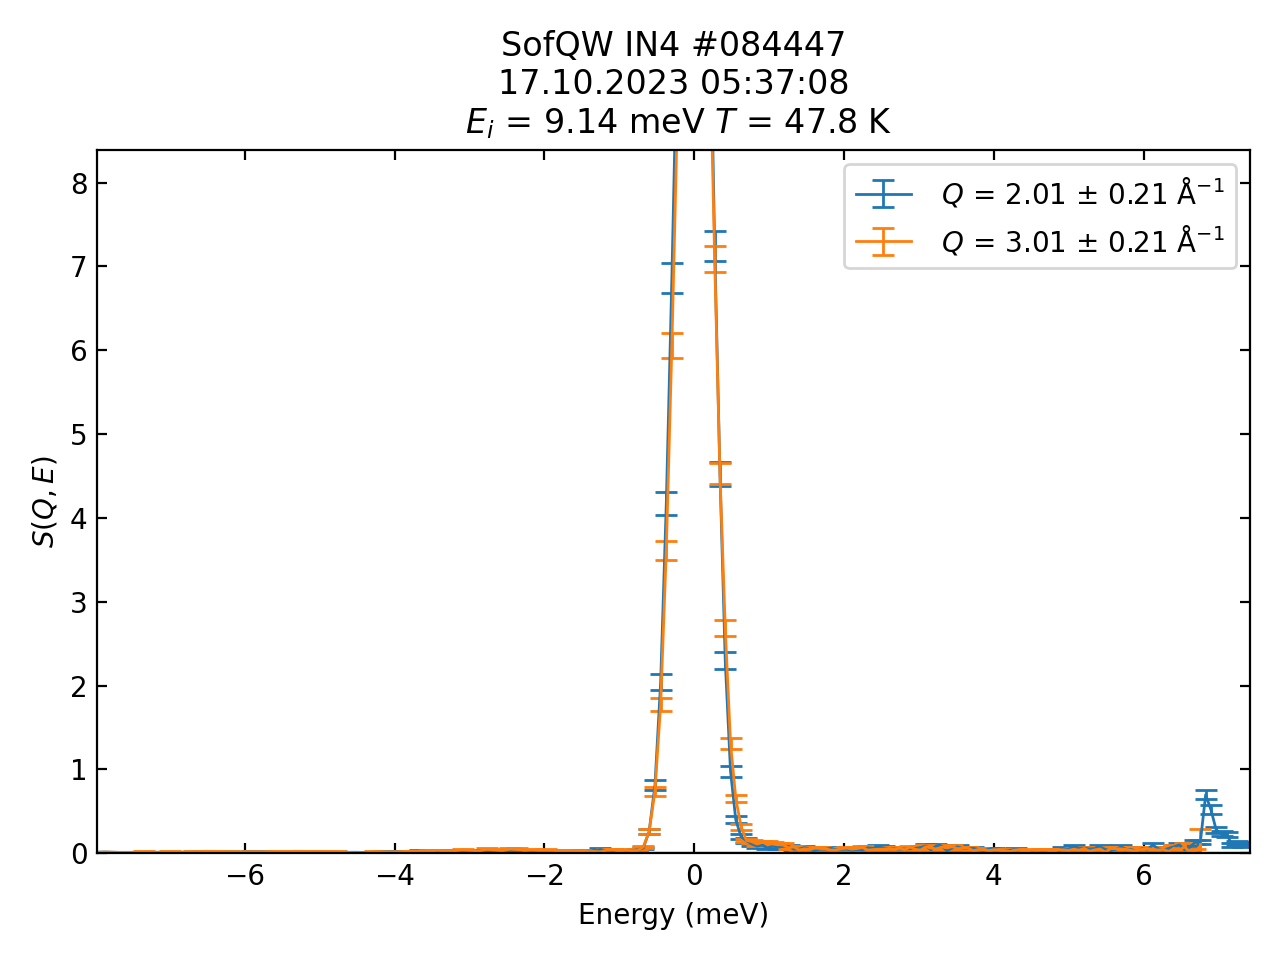 SofQW IN4 #084447
17.10.2023 05:37:08
E_i = 9.14 meV T = 47.8 K
Q = 2.01 ± 0.21 Å⁻¹
Q = 3.01 ± 0.21 Å⁻¹
8
7
6
5
4
3
2
1
0
S(Q, E)
−6 −4 −2 0 2 4 6
Energy (meV)